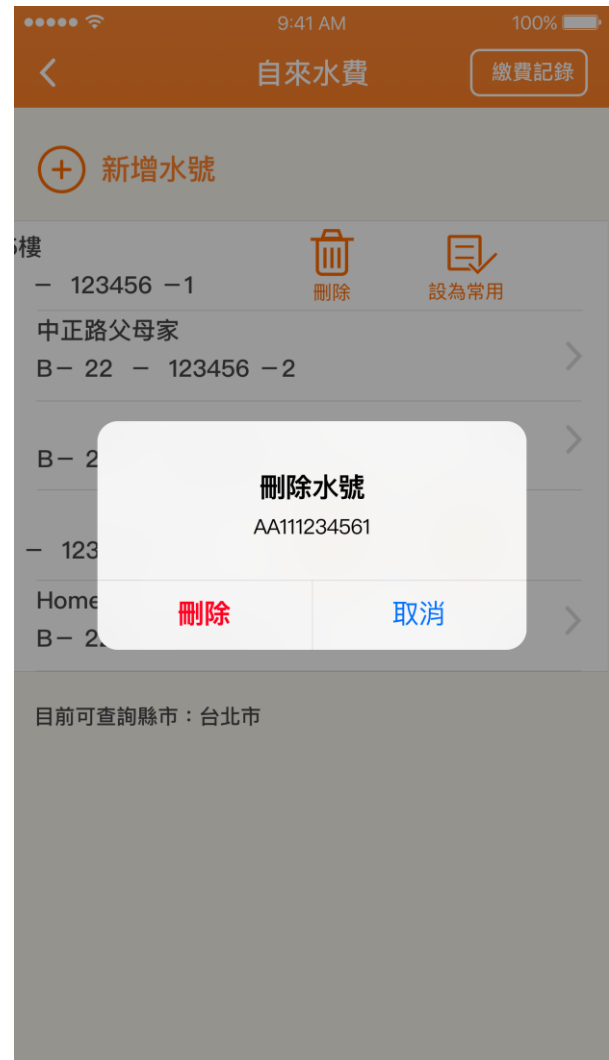 9:41 AM 100%
自來水費 繳費記錄
新增水號
樓
－ 123456 －1
刪除 設為常用
中正路父母家
B－ 22 － 123456 －2
B－ 2
刪除水號
AA111234561
－ 123
Home
刪除 取消
B－ 2
目前可查詢縣市：台北市